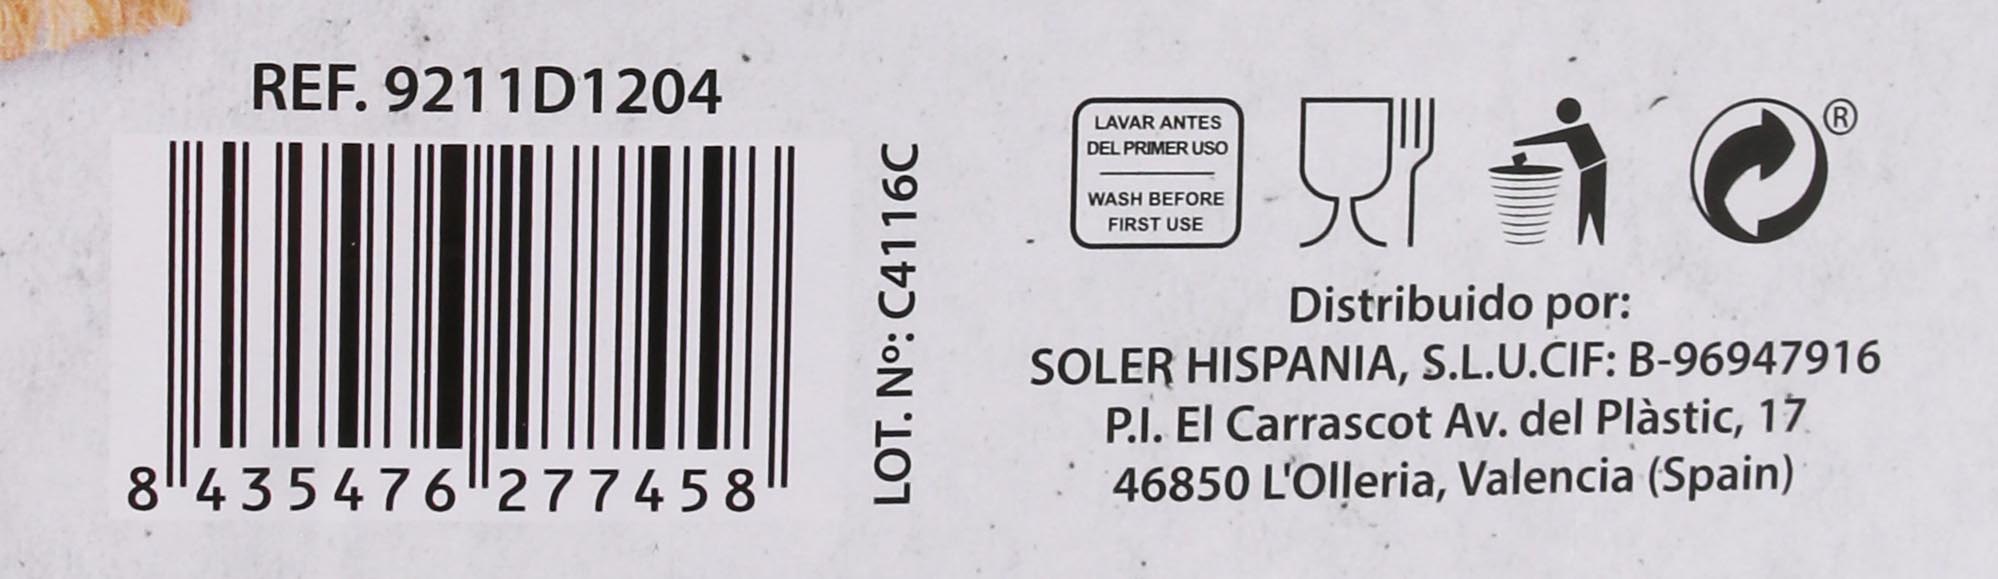 REF. 9211D1204
8 435476 277458
LOT. Nº: C4116C
LAVAR ANTES
DEL PRIMER USO
WASH BEFORE
FIRST USE
®
Distribuido por:
SOLER HISPANIA, S.L.U.CIF: B-96947916
P.I. El Carrascot Av. del Plàstic, 17
46850 L'Olleria, Valencia (Spain)